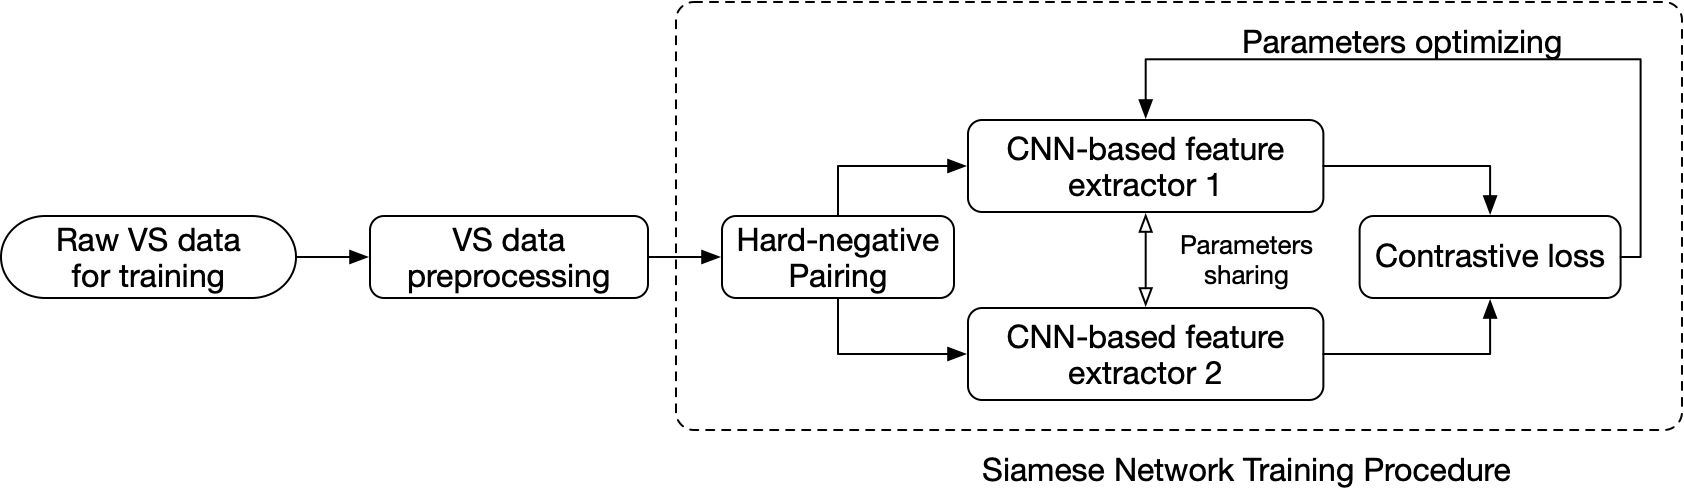 Parameters optimizing
CNN-based feature
extractor 1
Raw VS data
for training
VS data
preprocessing
Hard-negative
Pairing
Parameters
sharing
Contrastive loss
CNN-based feature
extractor 2
Siamese Network Training Procedure